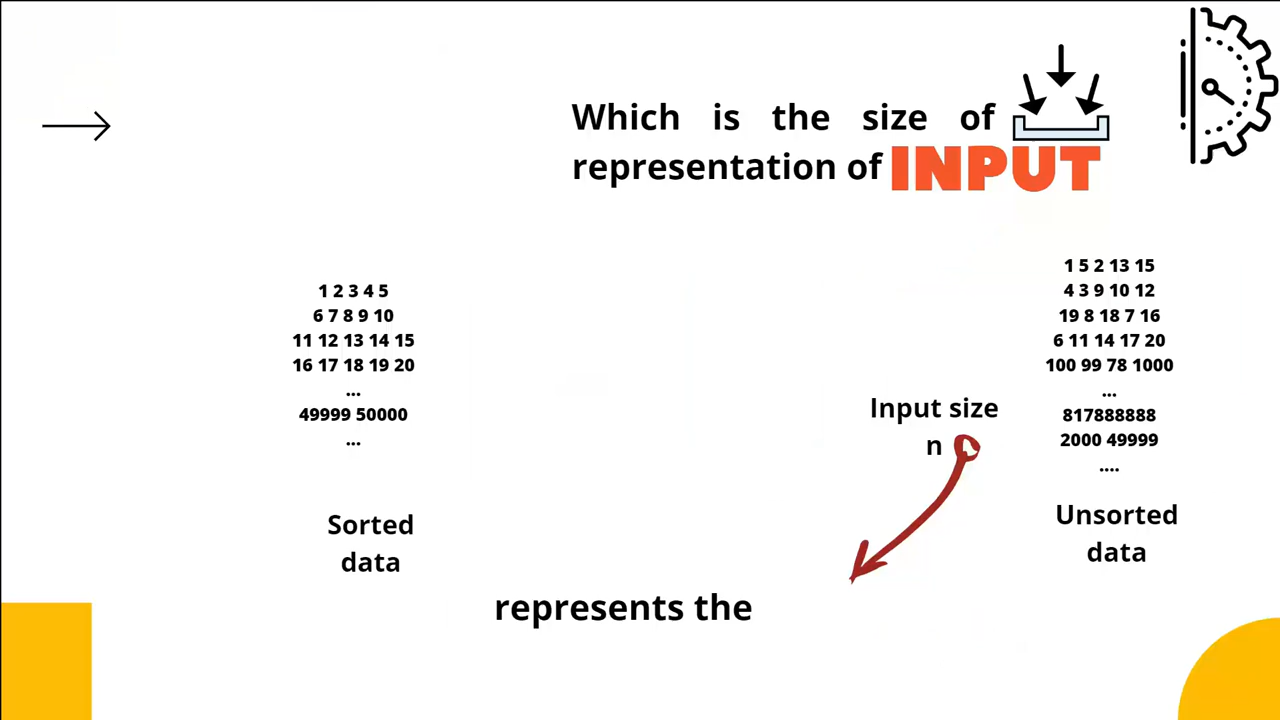 Which is the size of
representation of INPUT
1 2 3 4 5
6 7 8 9 10
11 12 13 14 15
16 17 18 19 20
...
49999 50000
...
Sorted
data
Input size
n
1 5 2 13 15
4 3 9 10 12
19 8 18 7 16
6 11 14 17 20
100 99 78 1000
...
817888888
2000 49999
....
Unsorted
data
represents the